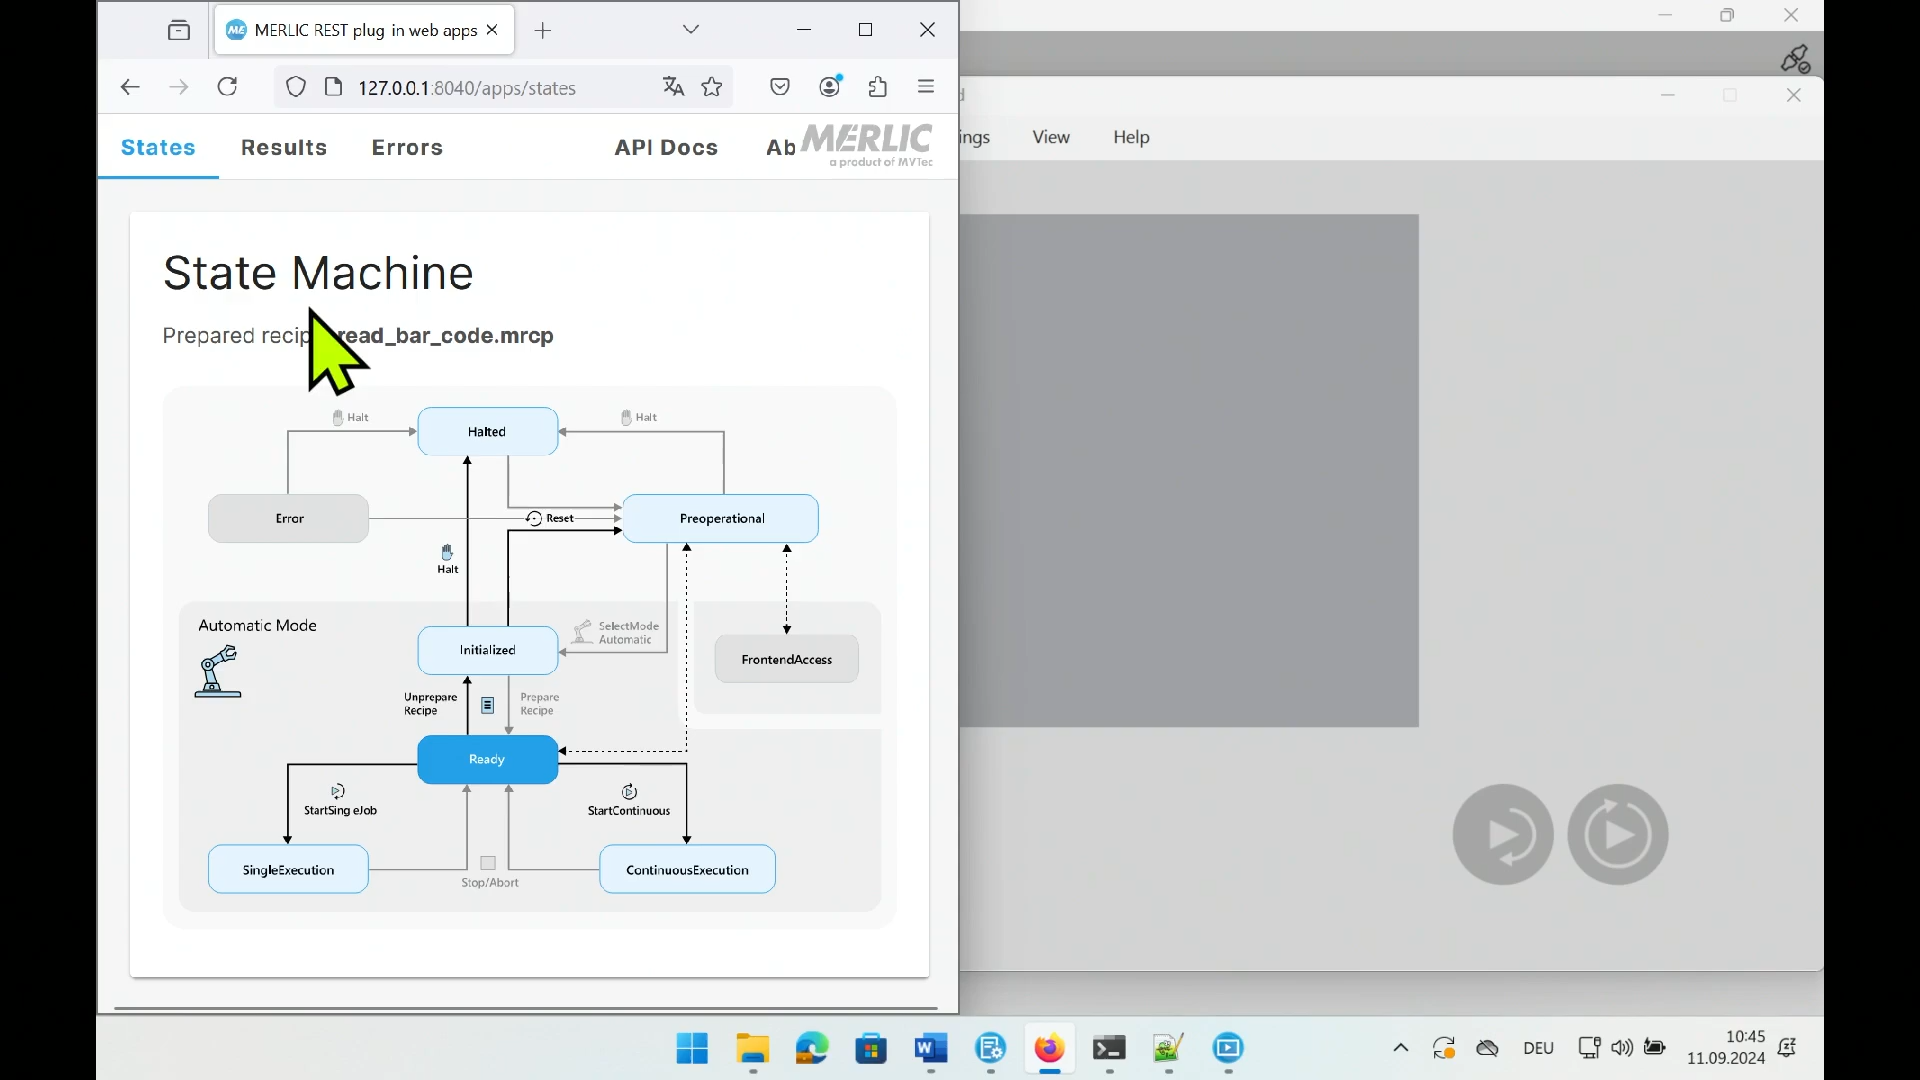 MERLIC REST plug in web apps
127.0.0.1:8040/apps/states
States Results Errors API Docs Ab
MERLIC
a product of MVTec
ings View Help
State Machine
Prepared recip read_bar_code.mrcp
Halt
Halt
Halted
Error
Reset
Preoperational
Halt
Automatic Mode
SelectMode
Automatic
Initialized
FrontendAccess
Unprepare
Recipe
Prepare
Recipe
Ready
StartSing eJob
StartContinuous
SingleExecution
Stop/Abort
ContinuousExecution
DEU
10:45
11.09.2024